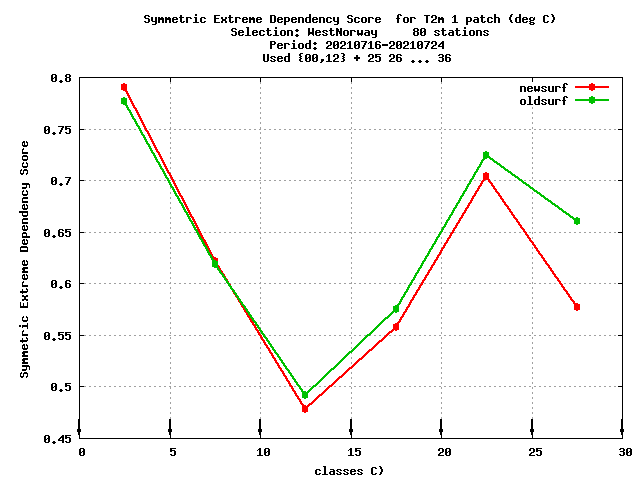 Symmetric Extreme Dependency Score  for T2m 1 patch (deg C)
Selection: WestNorway     80 stations
Period: 20210716-20210724
Used {00,12} + 25 26 ... 36
newsurf
oldsurf
Symmetric Extreme Dependency Score
0.8
0.75
0.7
0.65
0.6
0.55
0.5
0.45
0 5 10 15 20 25 30
classes C)